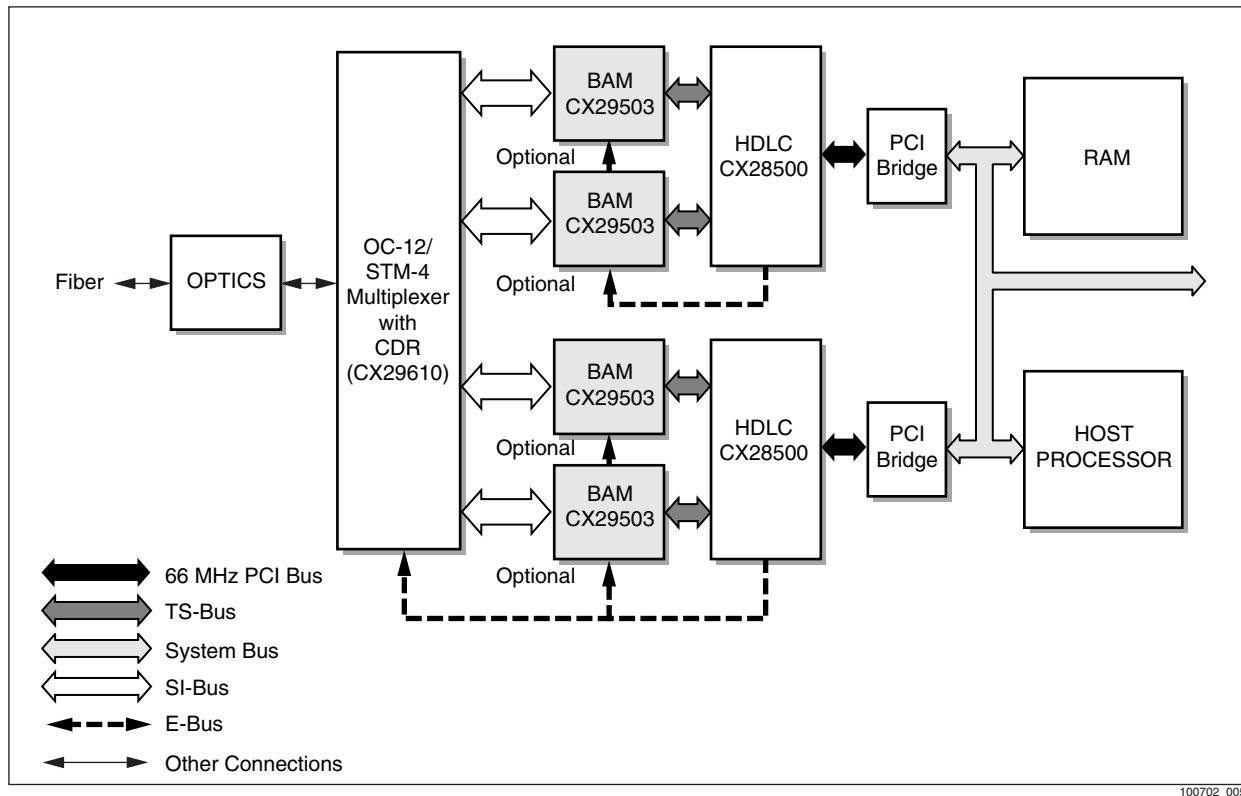 Fiber
OPTICS
OC-12/
STM-4
Multiplexer
with
CDR
(CX29610)
BAM
CX29503
Optional
BAM
CX29503
Optional
HDLC
CX28500
PCI
Bridge
RAM
BAM
CX29503
Optional
BAM
CX29503
Optional
HDLC
CX28500
PCI
Bridge
HOST
PROCESSOR
66 MHz PCI Bus
TS-Bus
System Bus
SI-Bus
E-Bus
Other Connections